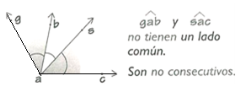 g
b
s
a
c
gab y sac
no tienen un lado
común.
Son no consecutivos.